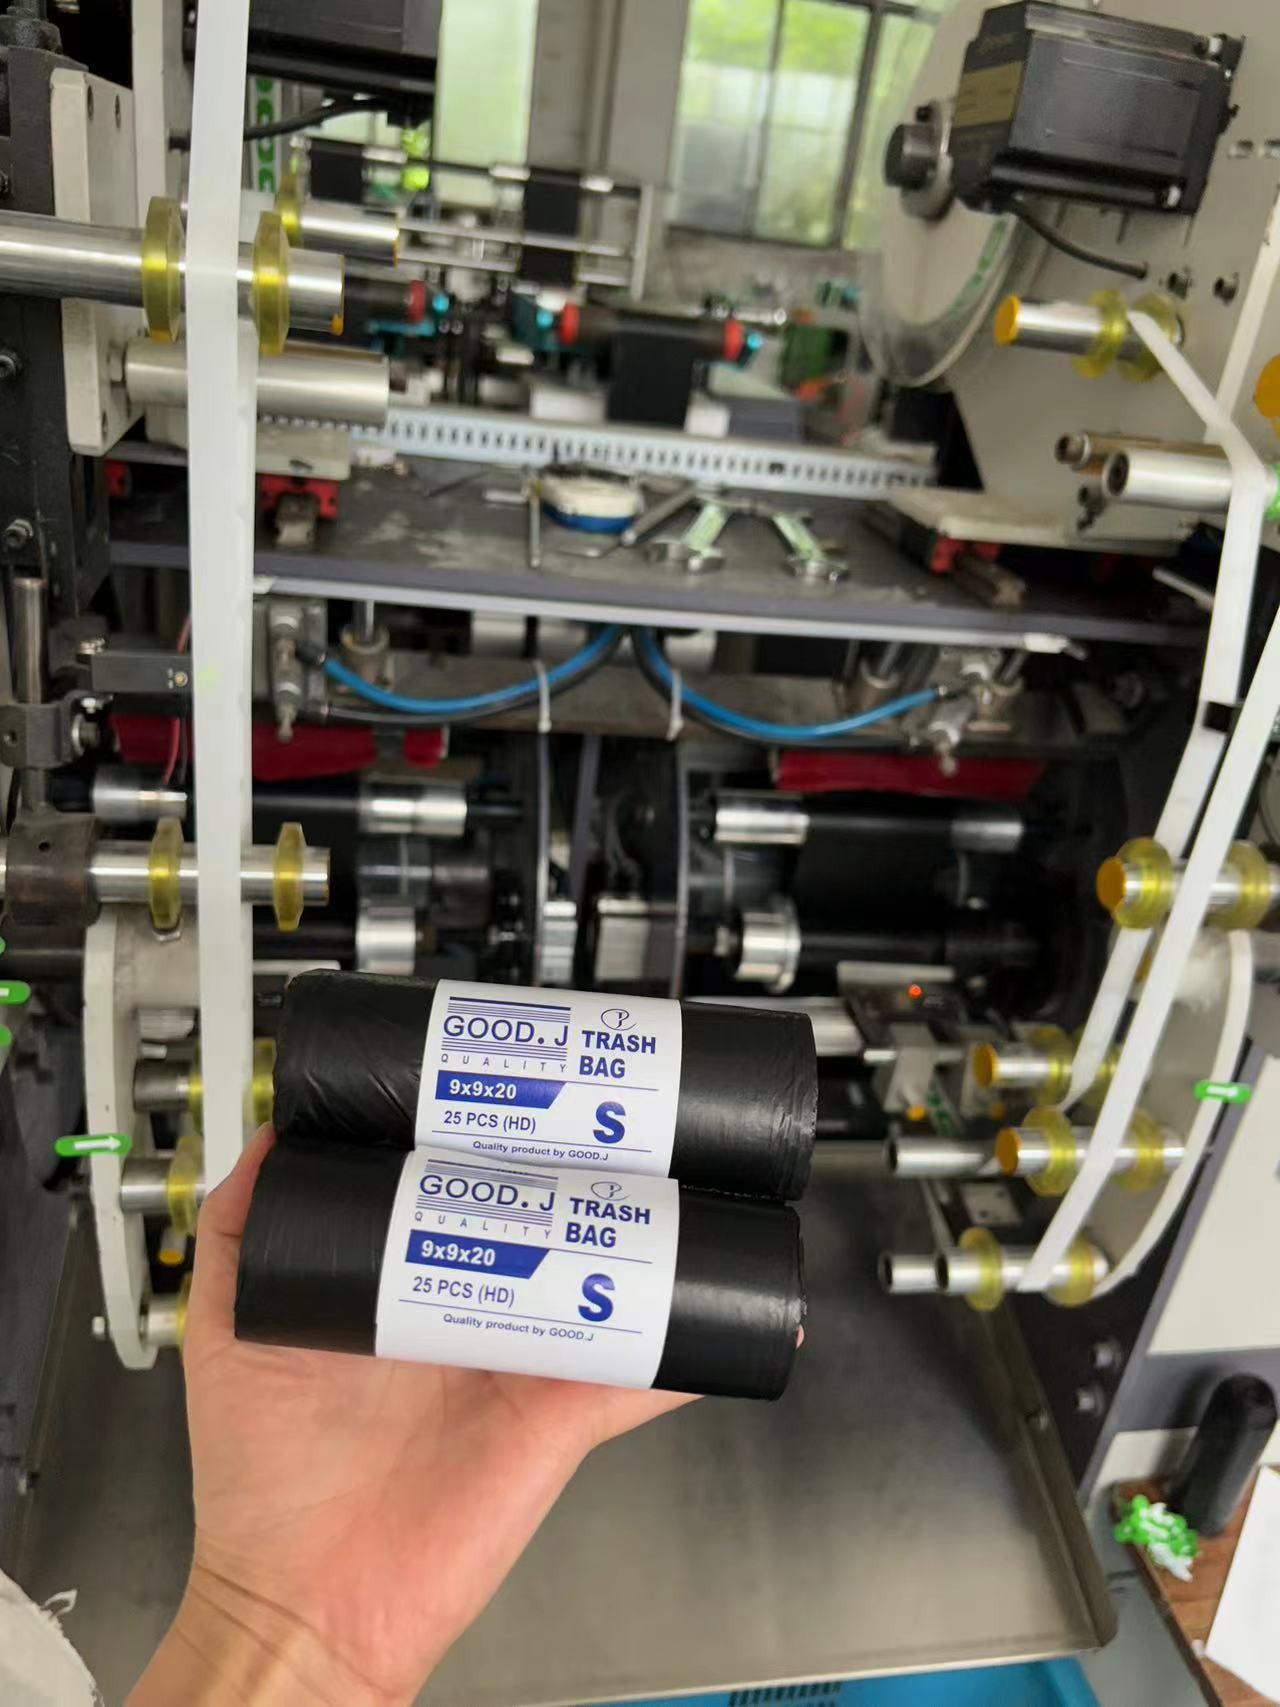 GOOD. J
QUALITY
TRASH
BAG
9x9x20
25 PCS (HD)
S
Quality product by GOOD.J
GOOD. J
QUALITY
TRASH
BAG
9x9x20
25 PCS (HD)
S
Quality product by GOOD.J